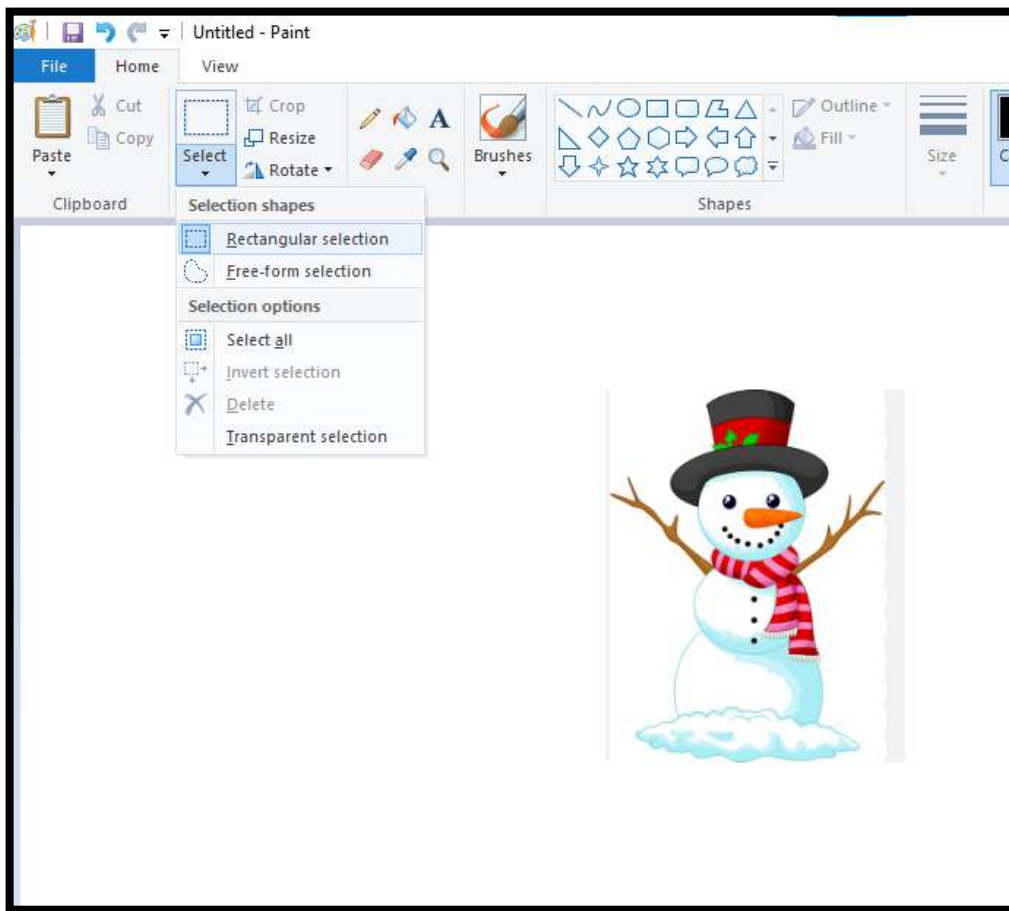 Untitled - Paint
File Home View
Cut
Copy
Paste
Clipboard
Select
Crop
Resize
Rotate
A
Brushes
Shapes
Outline
Fill
Size
C
Selection shapes
Rectangular selection
Free-form selection
Selection options
Select all
Invert selection
Delete
Transparent selection